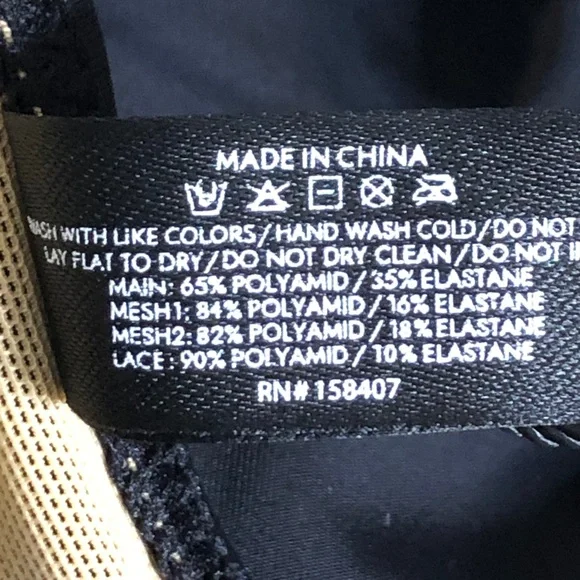 MADE IN CHINA
WITH LIKE COLORS/HAND WASH COLD/DO NOT
FLAT TO DRY/DO NOT DRY CLEAN/DO NOT
MAIN: 65% POLYAMID/35% ELASTANE
MESH1: 84% POLYAMID/16% ELASTANE
MESH2: 82% POLYAMID/18% ELASTANE
LACE: 90% POLYAMID/10% ELASTANE
RN# 158407